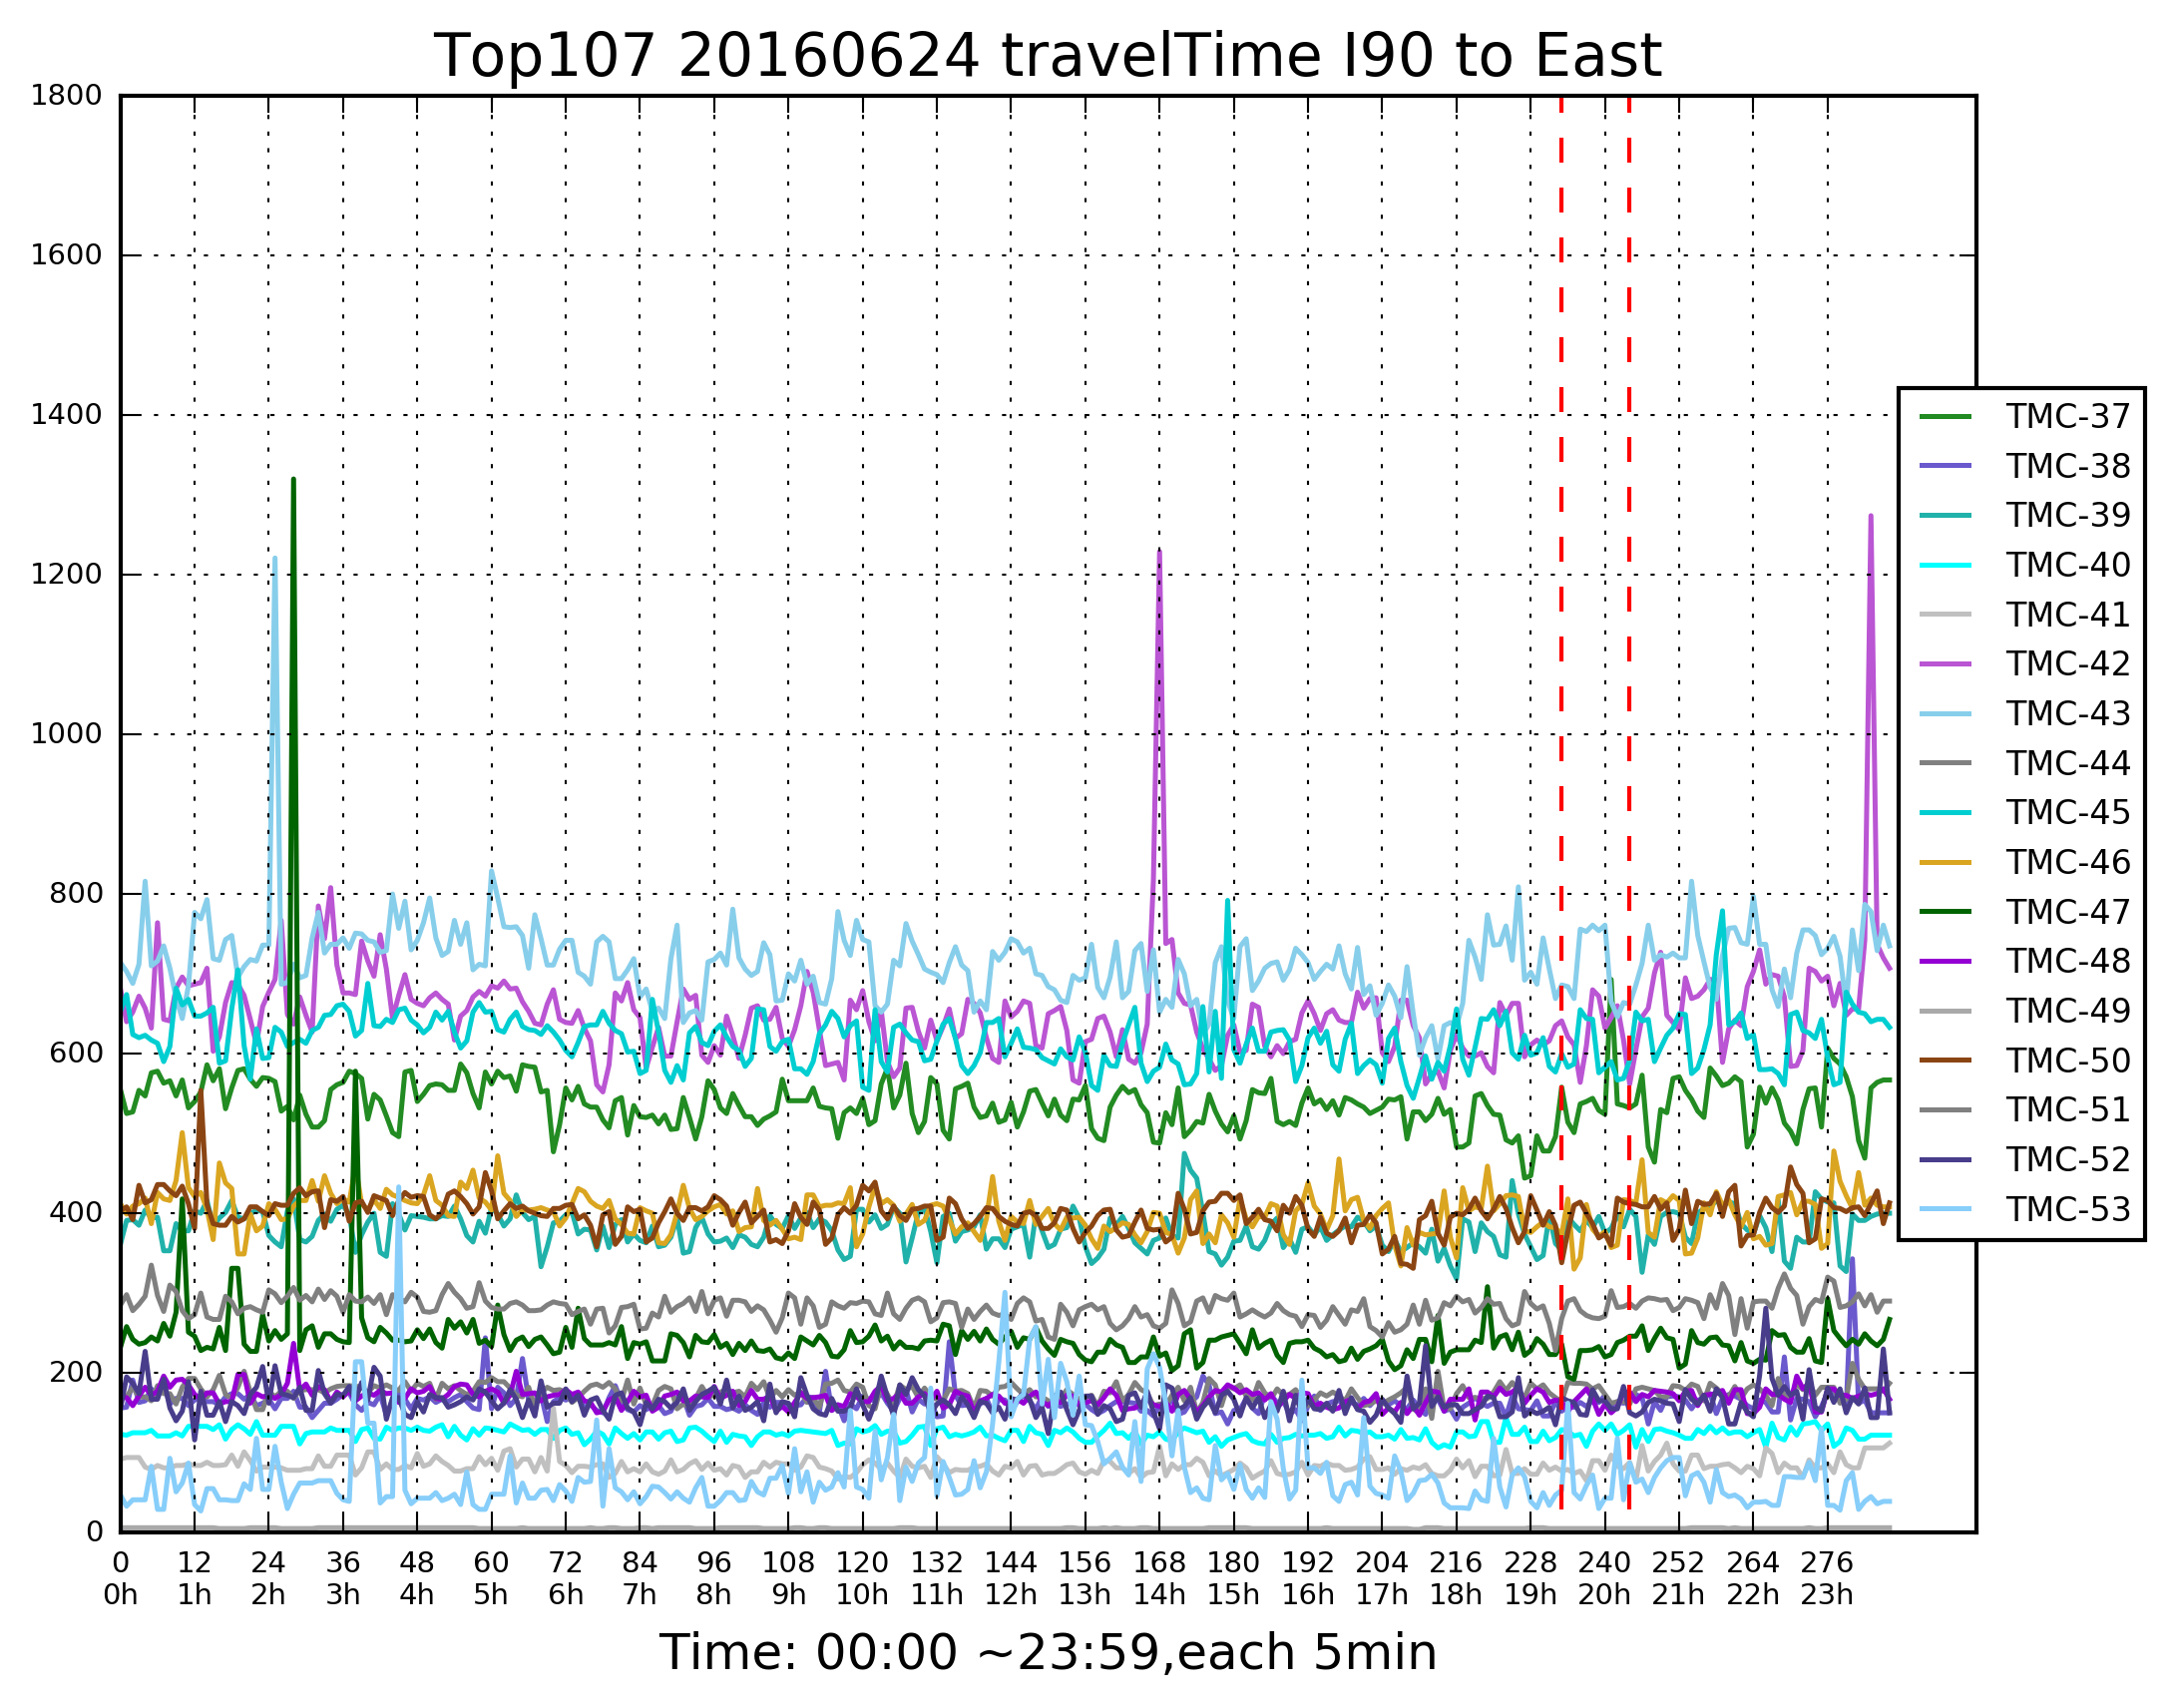 Top107 20160624 travelTime I90 to East
1800
1600
1400
1200
1000
800
600
400
200
0
TMC-37
TMC-38
TMC-39
TMC-40
TMC-41
TMC-42
TMC-43
TMC-44
TMC-45
TMC-46
TMC-47
TMC-48
TMC-49
TMC-50
TMC-51
TMC-52
TMC-53
0 12 24 36 48 60 72 84 96 108 120 132 144 156 168 180 192 204 216 228 240 252 264 276
0h 1h 2h 3h 4h 5h 6h 7h 8h 9h 10h 11h 12h 13h 14h 15h 16h 17h 18h 19h 20h 21h 22h 23h
Time: 00:00 ~23:59,each 5min